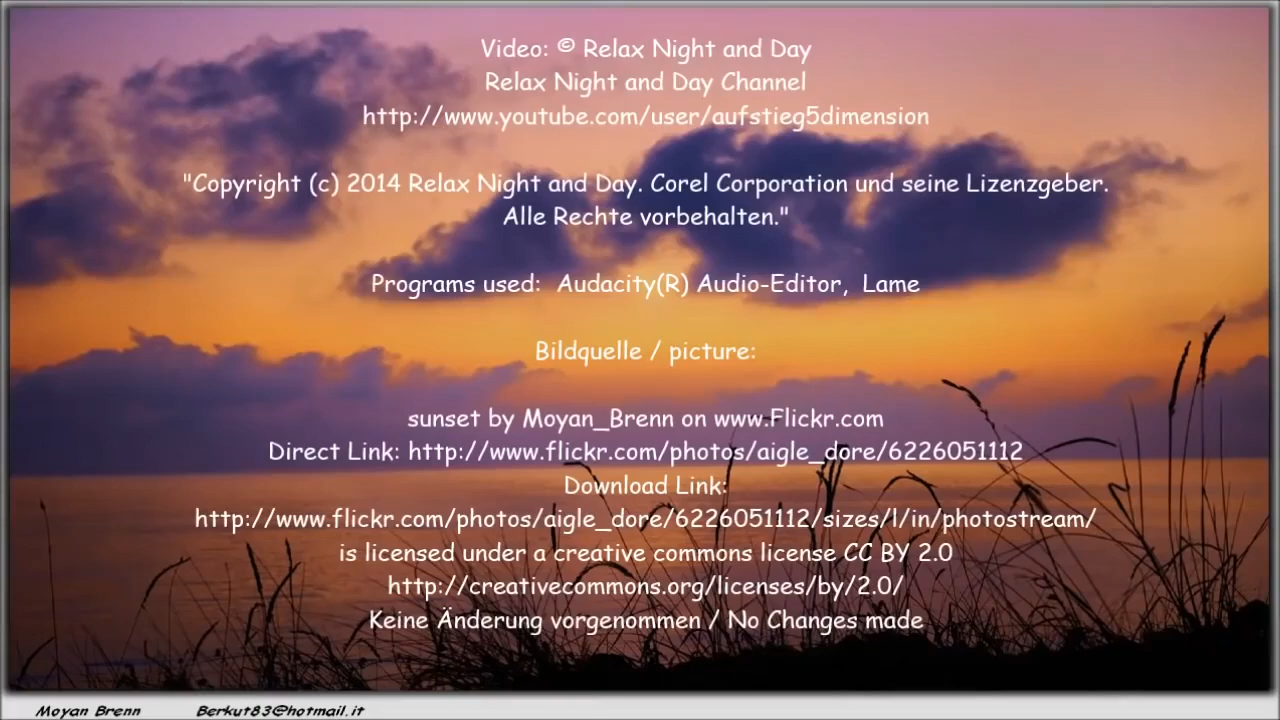 Video: © Relax Night and Day
Relax Night and Day Channel
http://www.youtube.com/user/aufstieg5dimension
"Copyright (c) 2014 Relax Night and Day. Corel Corporation und seine Lizenzgeber.
Alle Rechte vorbehalten."
Programs used:  Audacity(R) Audio-Editor,  Lame
Bildquelle / picture:
sunset by Moyan_Brenn on www.Flickr.com
Direct Link: http://www.flickr.com/photos/aigle_dore/6226051112
Download Link:
http://www.flickr.com/photos/aigle_dore/6226051112/sizes/l/in/photostream/
is licensed under a creative commons license CC BY 2.0
http://creativecommons.org/licenses/by/2.0/
Keine Änderung vorgenommen / No Changes made
Moyan Brenn Berkut83@hotmail.it